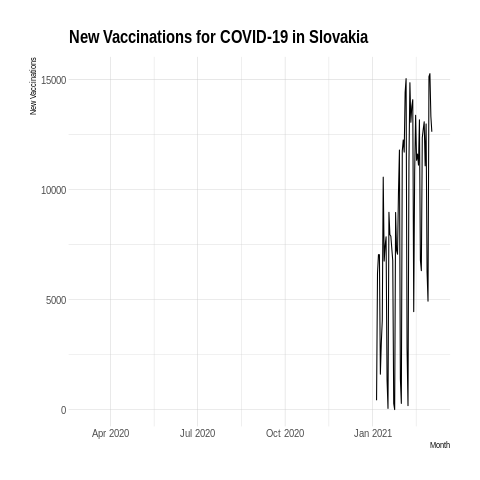 New Vaccinations for COVID-19 in Slovakia
New Vaccinations
15000
10000
5000
0
Apr 2020
Jul 2020
Oct 2020
Jan 2021
Month